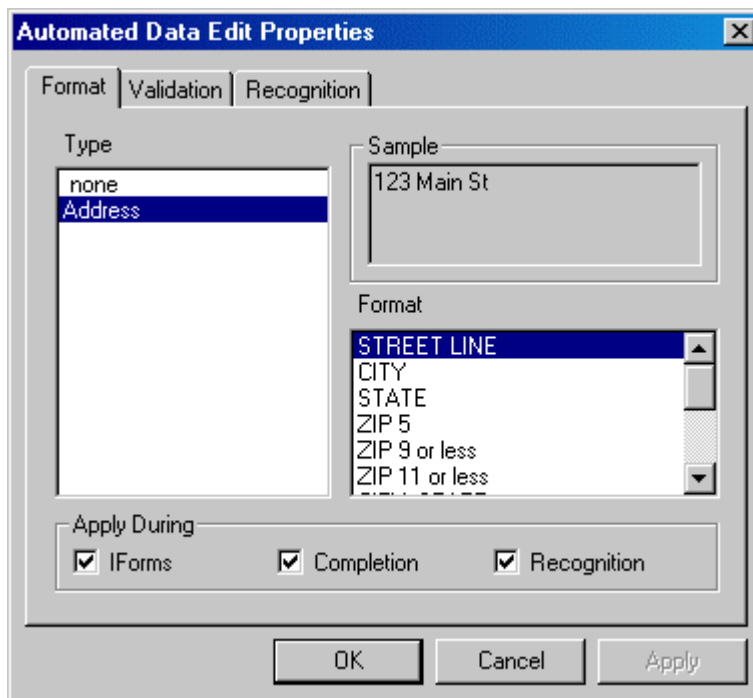 Automated Data Edit Properties
Format Validation Recognition
Type
none
Address
Sample
123 Main St
Format
STREET LINE
CITY
STATE
ZIP 5
ZIP 9 or less
ZIP 11 or less
Apply During
IForms Completion Recognition
OK Cancel Apply